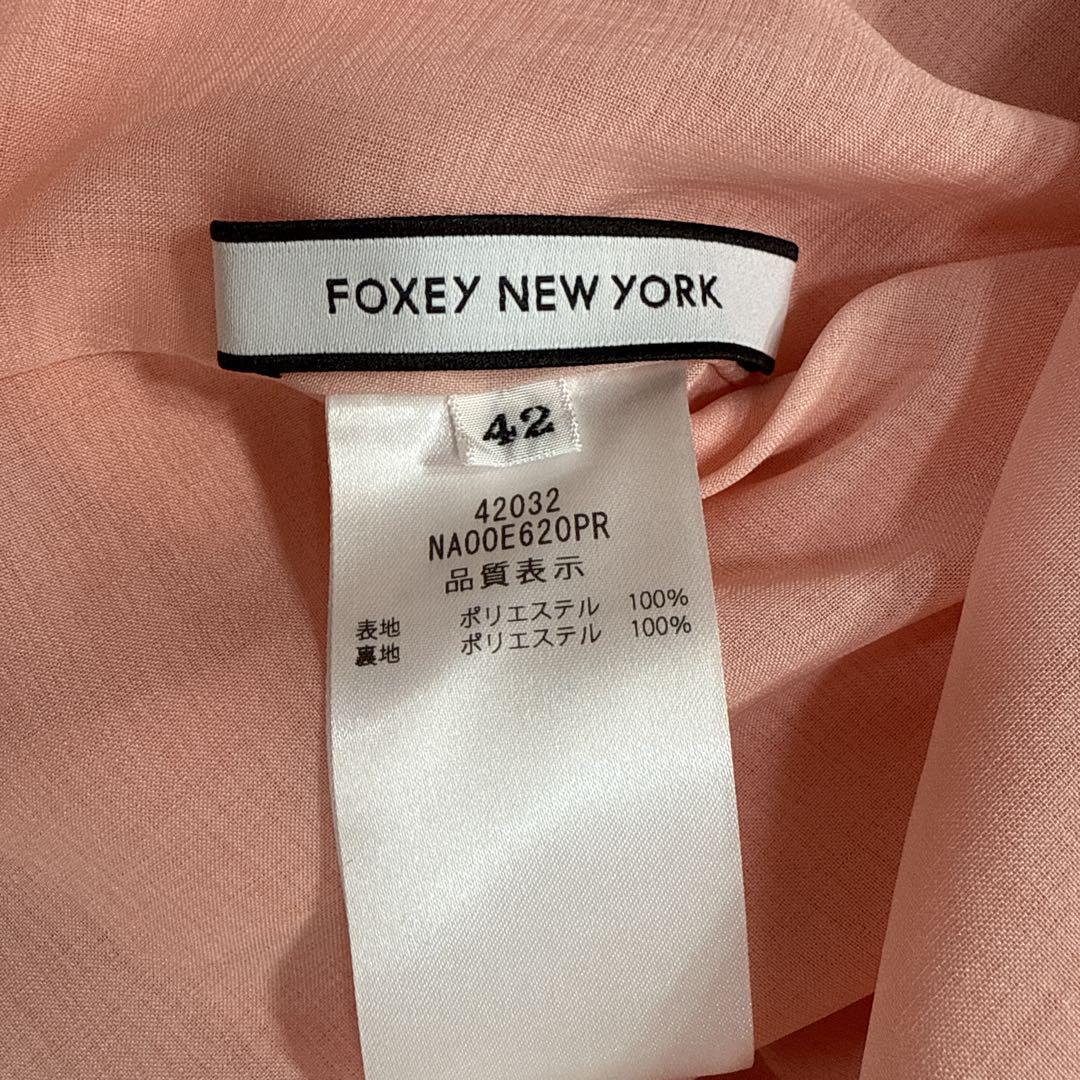 FOXEY NEW YORK
42
42032
NA00E620PR
品質表示
表地 ポリエステル 100%
裏地 ポリエステル 100%